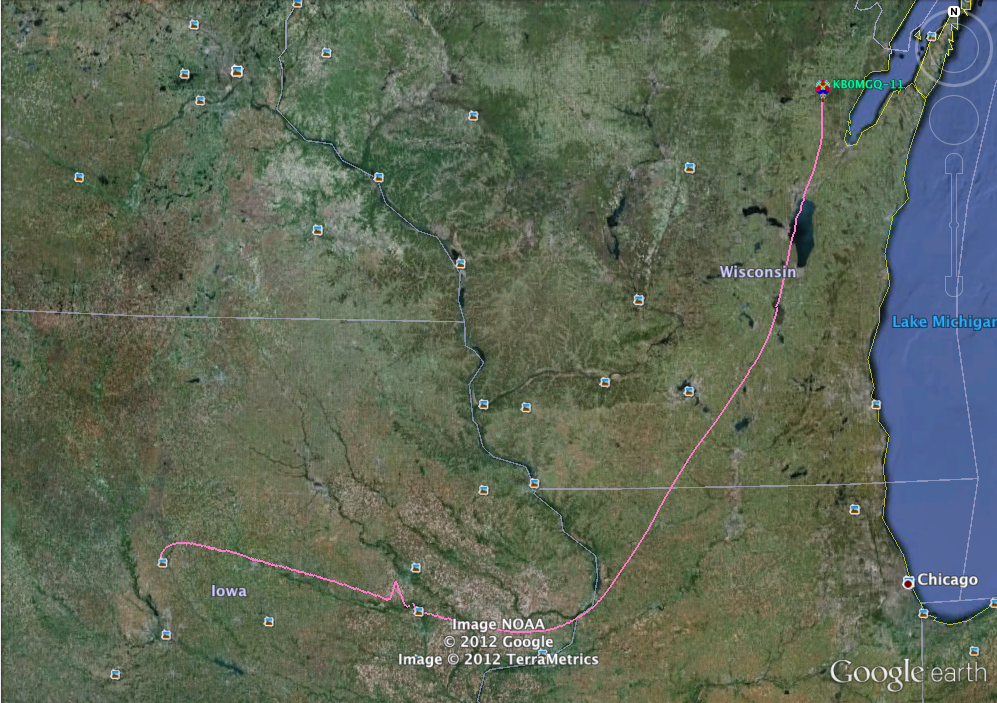 N
KB0MGQ-11
Wisconsin
Lake Michigan
Chicago
Iowa
Image NOAA
© 2012 Google
Image © 2012 TerraMetrics
Google earth